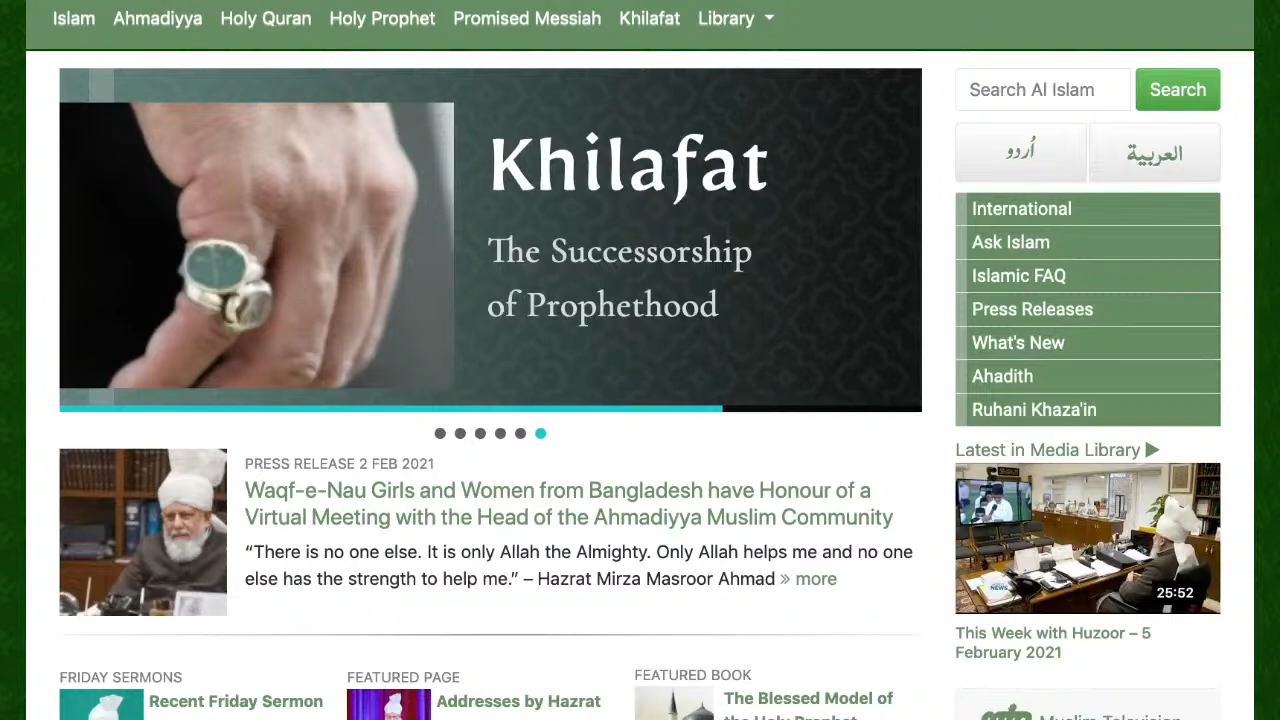 Islam Ahmadiyya Holy Quran Holy Prophet Promised Messiah Khilafat Library
Khilafat
The Successorship
of Prophethood
Search Al Islam Search
اُردو العربية
International
Ask Islam
Islamic FAQ
Press Releases
What's New
Ahadith
Ruhani Khaza'in
Latest in Media Library ▶
25:52
This Week with Huzoor – 5
February 2021
PRESS RELEASE 2 FEB 2021
Waqf-e-Nau Girls and Women from Bangladesh have Honour of a
Virtual Meeting with the Head of the Ahmadiyya Muslim Community
“There is no one else. It is only Allah the Almighty. Only Allah helps me and no one
else has the strength to help me.” – Hazrat Mirza Masroor Ahmad » more
FRIDAY SERMONS
Recent Friday Sermon
FEATURED PAGE
Addresses by Hazrat
FEATURED BOOK
The Blessed Model of
the Holy Prophet
Muslim Television